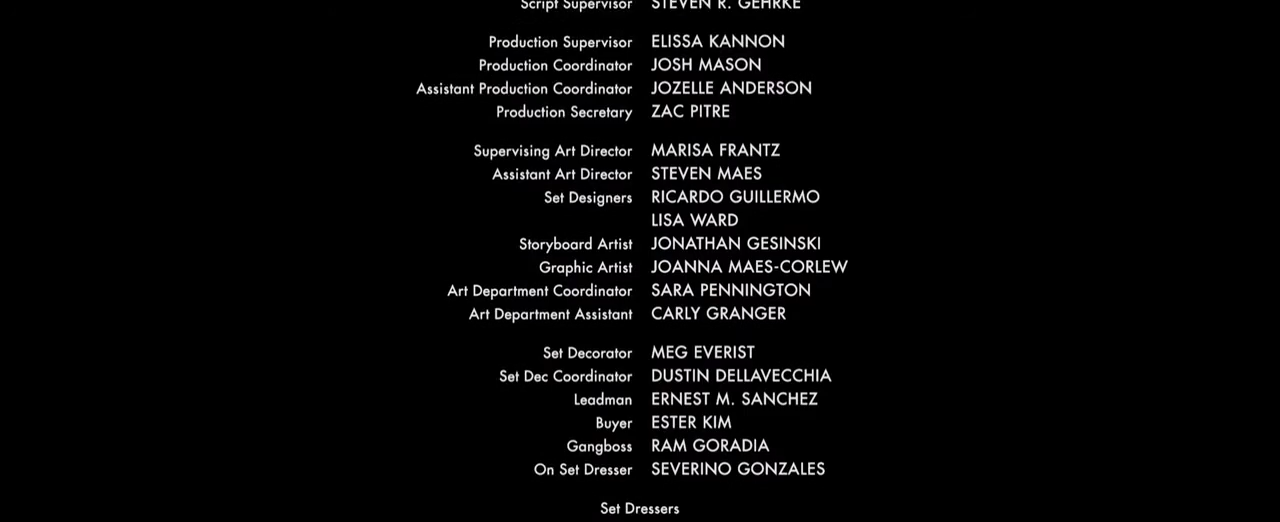 Script Supervisor STEVEN R. GEHRKE
Production Supervisor ELISSA KANNON
Production Coordinator JOSH MASON
Assistant Production Coordinator JOZELLE ANDERSON
Production Secretary ZAC PITRE
Supervising Art Director MARISA FRANTZ
Assistant Art Director STEVEN MAES
Set Designers RICARDO GUILLERMO
LISA WARD
Storyboard Artist JONATHAN GESINSKI
Graphic Artist JOANNA MAES-CORLEW
Art Department Coordinator SARA PENNINGTON
Art Department Assistant CARLY GRANGER
Set Decorator MEG EVERIST
Set Dec Coordinator DUSTIN DELLAVECCHIA
Leadman ERNEST M. SANCHEZ
Buyer ESTER KIM
Gangboss RAM GORADIA
On Set Dresser SEVERINO GONZALES
Set Dressers